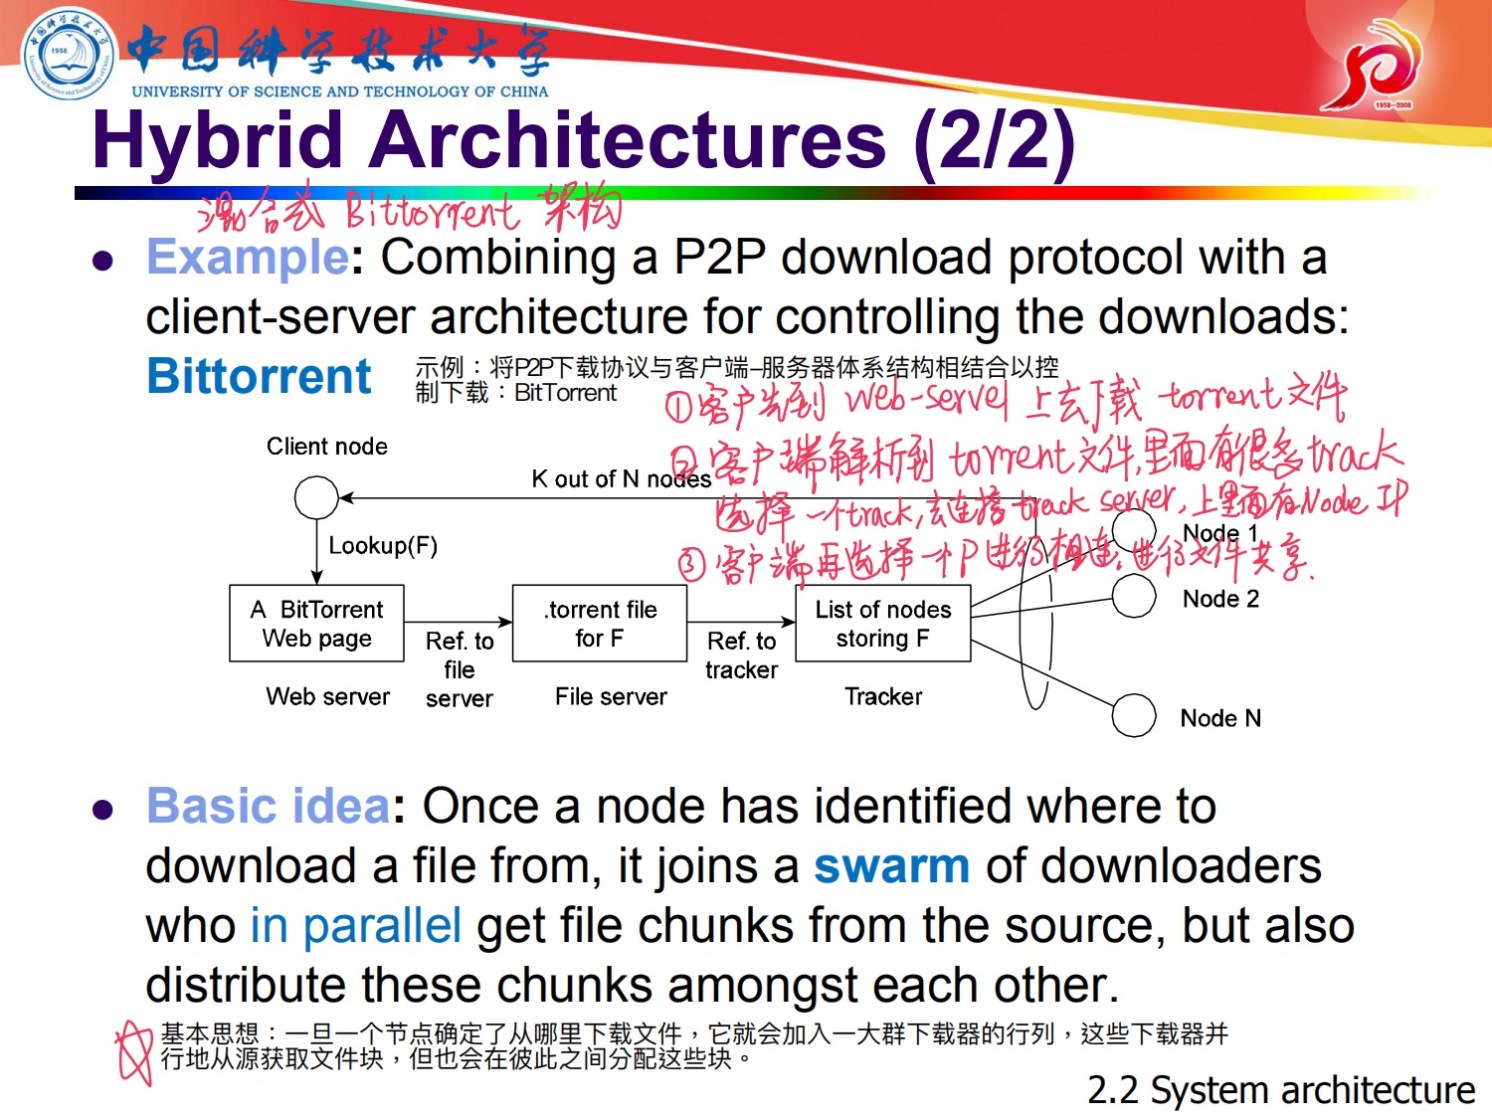 中国科学技术大学
UNIVERSITY OF SCIENCE AND TECHNOLOGY OF CHINA
1958
1958-2008
Hybrid Architectures (2/2)
混合式 Bittorrent 架构
Example: Combining a P2P download protocol with a
client-server architecture for controlling the downloads:
Bittorrent
示例：将P2P下载协议与客户端–服务器体系结构相结合以控
制下载：BitTorrent
①客户先到 web-server 上去下载 torrent文件
②客户端解析到 torrent文件,里面有很多track
选择一个track,去连接track server,上里面有Node IP
③客户端再选择一个P进行相连,进行文件共享.
Client node
K out of N nodes
Lookup(F)
Node 1
Node 2
Node N
A BitTorrent
Web page
Ref. to
file
server
.torrent file
for F
Ref. to
tracker
List of nodes
storing F
Web server
File server
Tracker
Basic idea: Once a node has identified where to
download a file from, it joins a swarm of downloaders
who in parallel get file chunks from the source, but also
distribute these chunks amongst each other.
基本思想：一旦一个节点确定了从哪里下载文件，它就会加入一大群下载器的行列，这些下载器并
行地从源获取文件块，但也会在彼此之间分配这些块。
2.2 System architecture